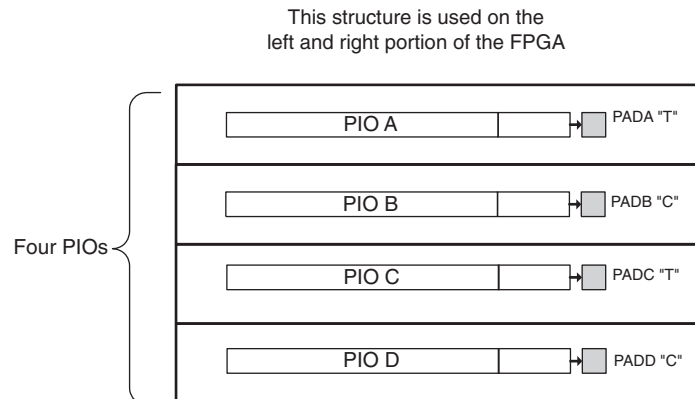 This structure is used on the
left and right portion of the FPGA
PIO A
PADA "T"
PIO B
PADB "C"
Four PIOs
PIO C
PADC "T"
PIO D
PADD "C"